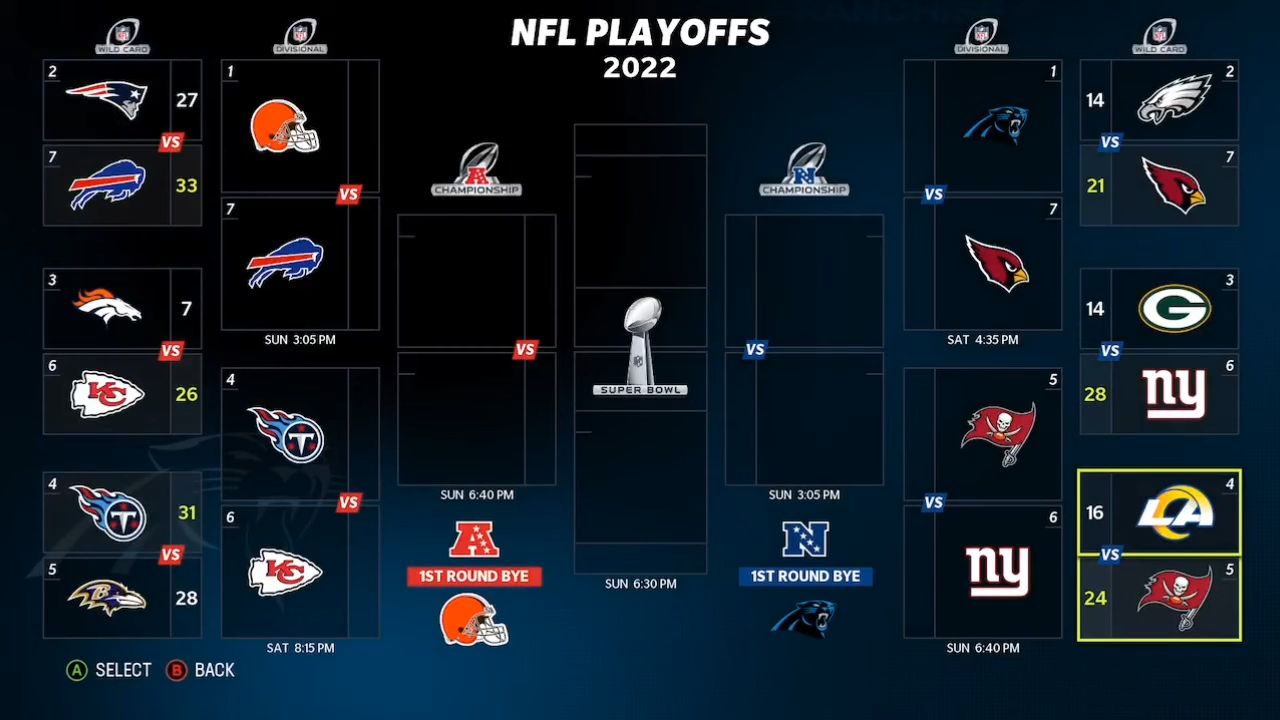 NFL PLAYOFFS
2022
WILD CARD
DIVISIONAL
DIVISIONAL
WILD CARD
2
27
VS
7
33
3
7
VS
6
26
4
31
VS
5
28
1
VS
7
SUN 3:05 PM
4
VS
6
SAT 8:15 PM
CHAMPIONSHIP
VS
SUN 6:40 PM
1ST ROUND BYE
SUPER BOWL
SUN 6:30 PM
CHAMPIONSHIP
VS
SUN 3:05 PM
1ST ROUND BYE
1
VS
7
SAT 4:35 PM
5
VS
6
ny
SUN 6:40 PM
14
2
VS
21
7
14
G
3
VS
28
ny
6
16
LA
4
VS
24
5
A SELECT B BACK